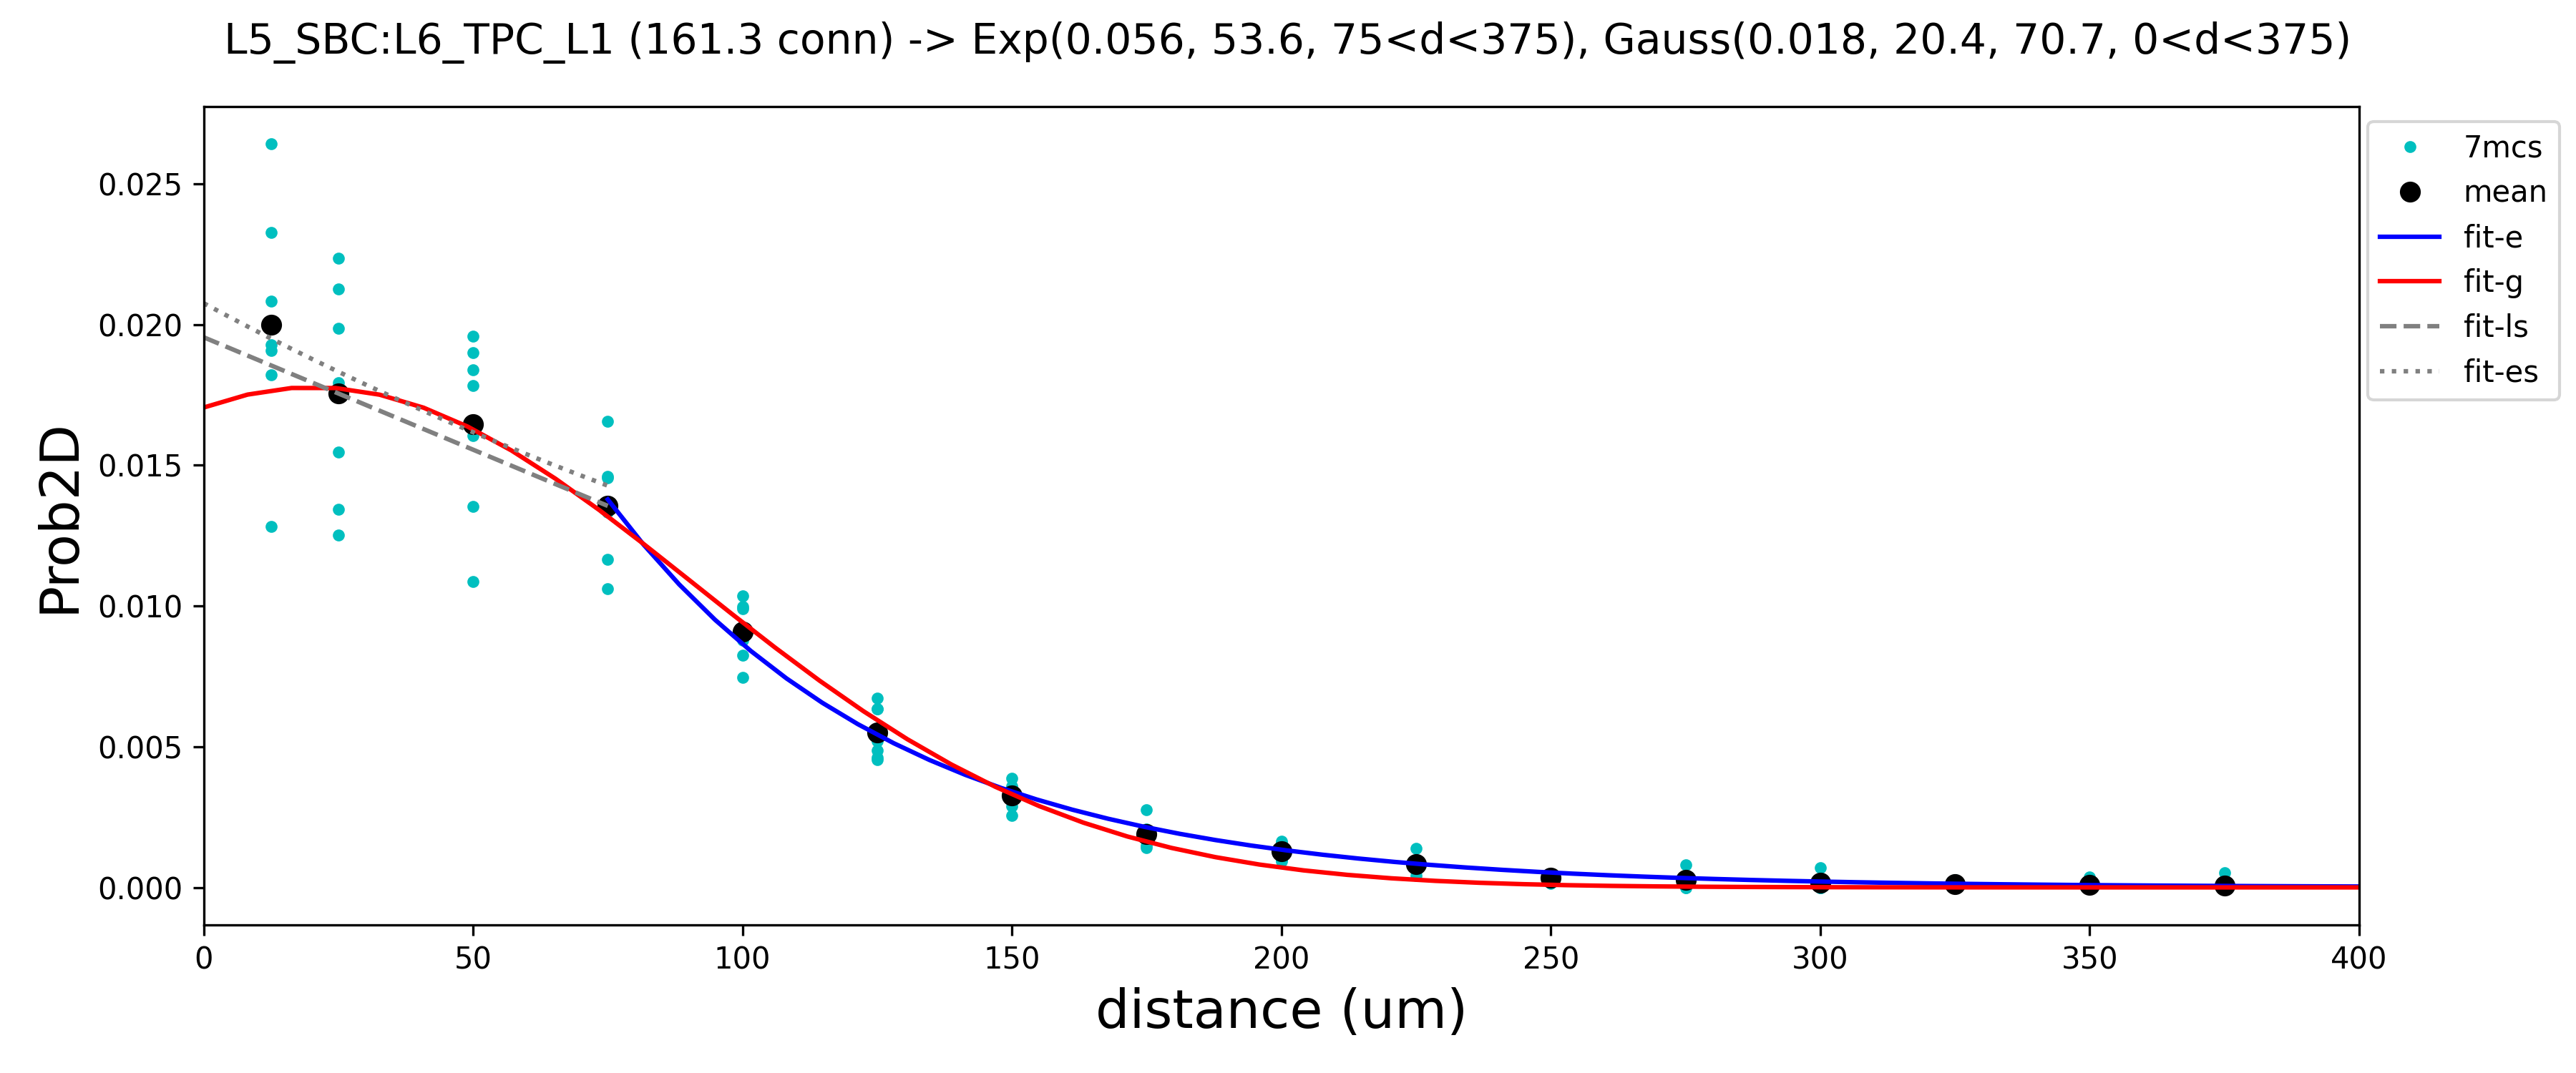 L5_SBC:L6_TPC_L1 (161.3 conn) -> Exp(0.056, 53.6, 75<d<375), Gauss(0.018, 20.4, 70.7, 0<d<375)
7mcs
mean
fit-e
fit-g
fit-ls
fit-es
Prob2D
0.025
0.020
0.015
0.010
0.005
0.000
0 50 100 150 200 250 300 350 400
distance (um)